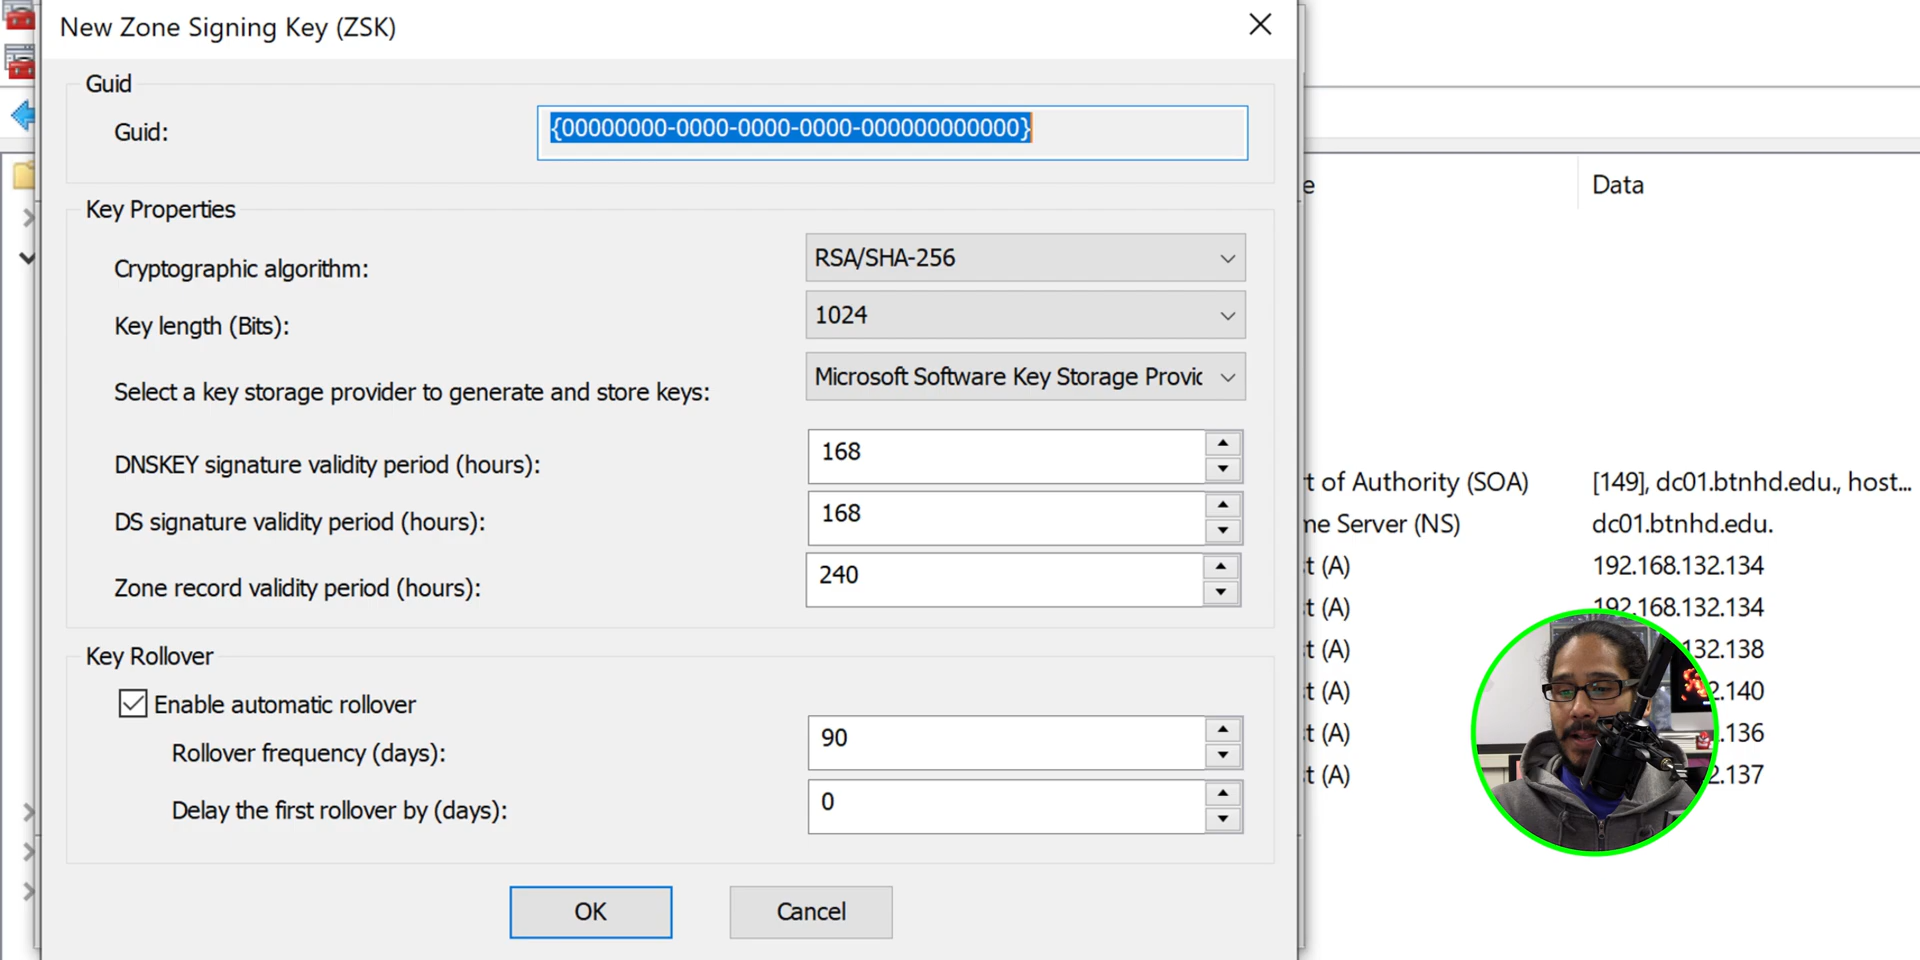 New Zone Signing Key (ZSK)
Guid
Guid:
{00000000-0000-0000-0000-000000000000}
Key Properties
Cryptographic algorithm:
RSA/SHA-256
Key length (Bits):
1024
Select a key storage provider to generate and store keys:
Microsoft Software Key Storage Provic
DNSKEY signature validity period (hours):
168
DS signature validity period (hours):
168
Zone record validity period (hours):
240
Key Rollover
Enable automatic rollover
Rollover frequency (days):
90
Delay the first rollover by (days):
0
OK
Cancel
e
Data
t of Authority (SOA)
[149], dc01.btnhd.edu., host...
me Server (NS)
dc01.btnhd.edu.
t (A)
192.168.132.134
t (A)
192.168.132.134
t (A)
132.138
t (A)
2.140
t (A)
.136
t (A)
2.137